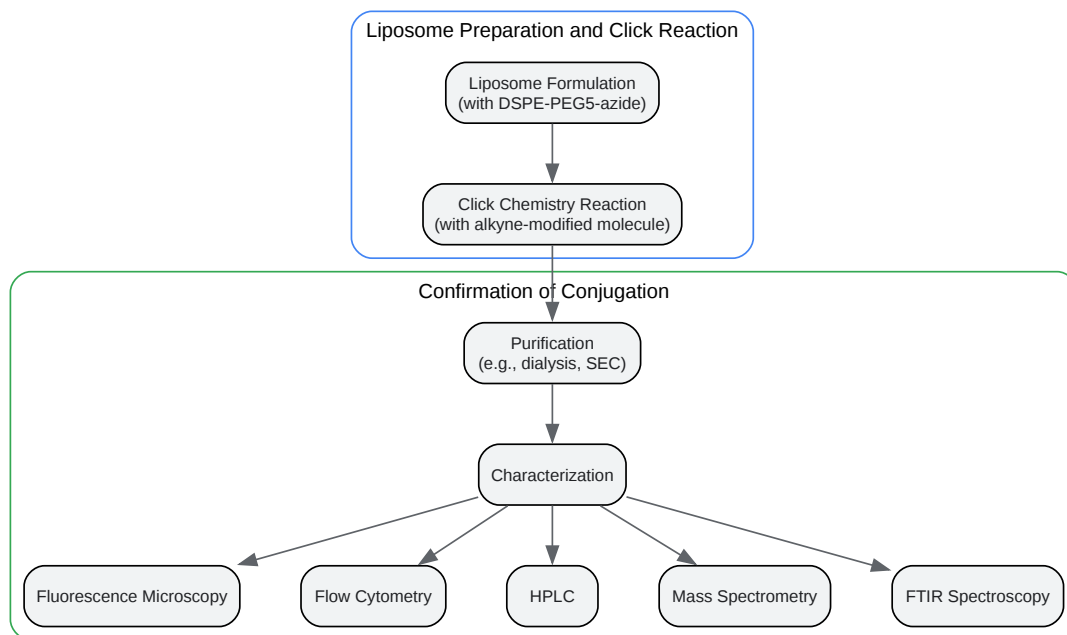 Liposome Preparation and Click Reaction
Liposome Formulation
(with DSPE-PEG5-azide)
Click Chemistry Reaction
(with alkyne-modified molecule)
Confirmation of Conjugation
Purification
(e.g., dialysis, SEC)
Characterization
Fluorescence Microscopy
Flow Cytometry
HPLC
Mass Spectrometry
FTIR Spectroscopy